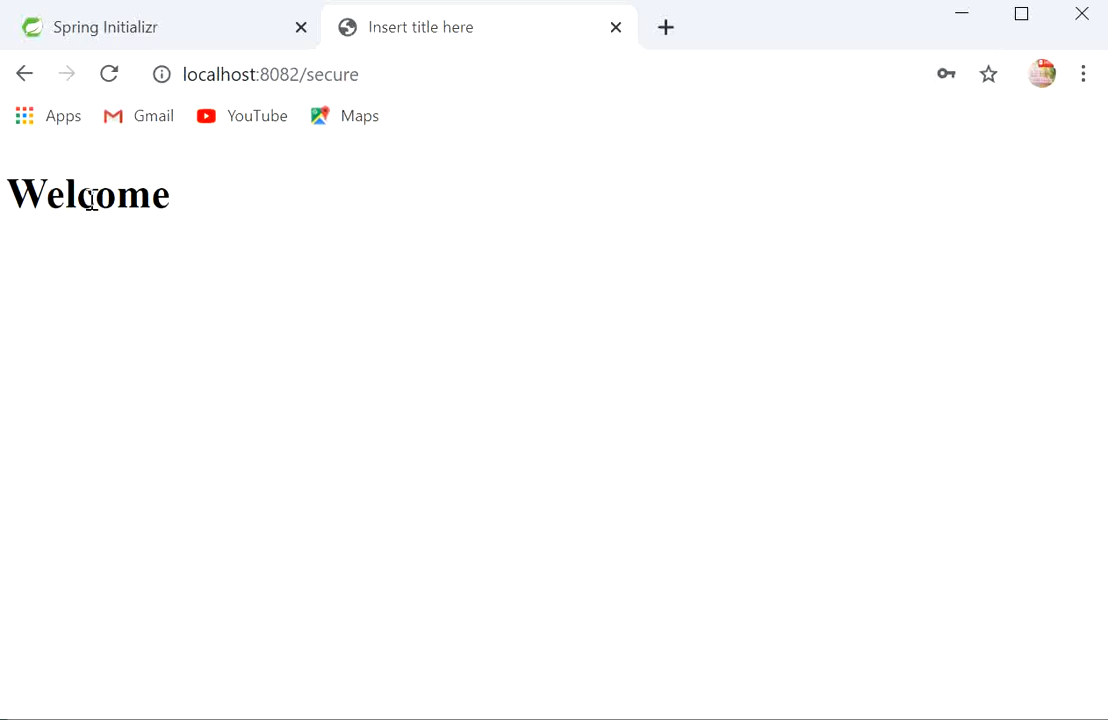 Spring Initializr
Insert title here
localhost:8082/secure
Apps
Gmail
YouTube
Maps
Welcome